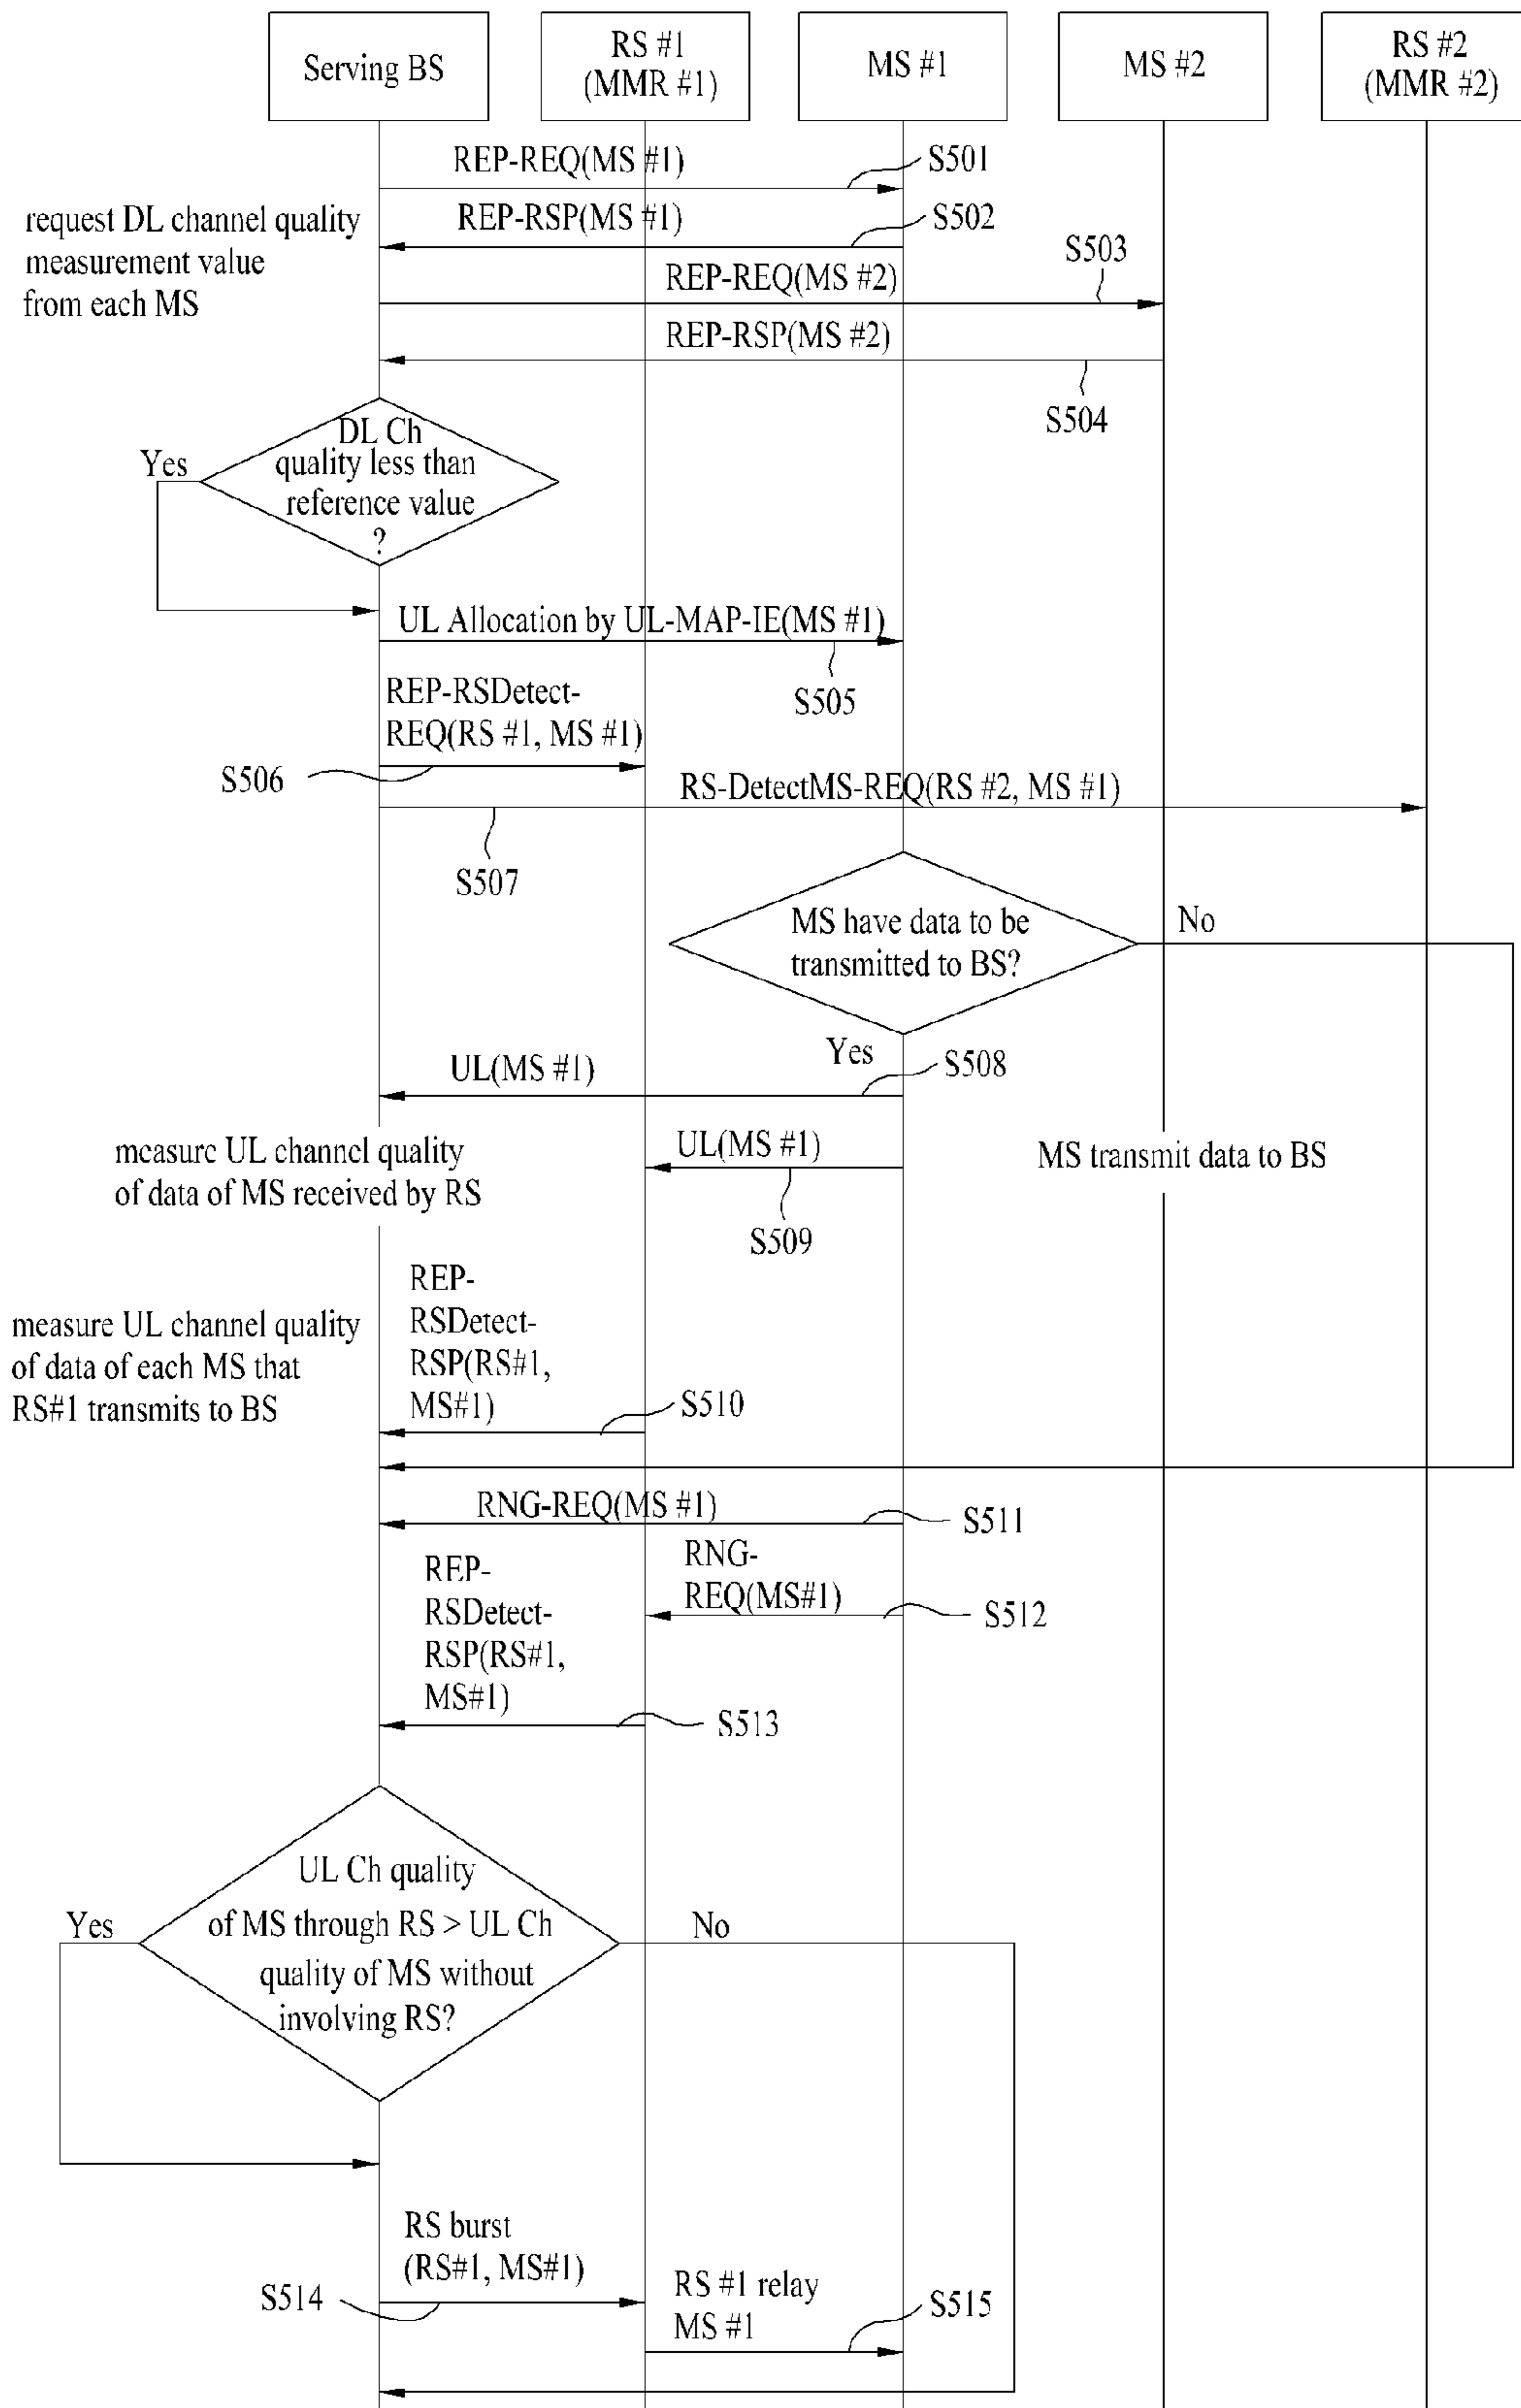 Serving BS
RS #1
(MMR #1)
MS #1
MS #2
RS #2
(MMR #2)
REP-REQ(MS #1)
S501
request DL channel quality
measurement value
from each MS
REP-RSP(MS #1)
S502
REP-REQ(MS #2)
S503
REP-RSP(MS #2)
S504
DL Ch
quality less than
reference value
?
Yes
UL Allocation by UL-MAP-IE(MS #1)
S505
REP-RSDetect-
REQ(RS #1, MS #1)
S506
RS-DetectMS-REQ(RS #2, MS #1)
S507
MS have data to be
transmitted to BS?
No
Yes
UL(MS #1)
S508
measure UL channel quality
of data of MS received by RS
UL(MS #1)
S509
MS transmit data to BS
measure UL channel quality
of data of each MS that
RS#1 transmits to BS
REP-
RSDetect-
RSP(RS#1,
MS#1)
S510
RNG-REQ(MS #1)
S511
RNG-
REQ(MS#1)
S512
REP-
RSDetect-
RSP(RS#1,
MS#1)
S513
UL Ch quality
of MS through RS > UL Ch
quality of MS without
involving RS?
Yes
No
RS burst
(RS#1, MS#1)
S514
RS #1 relay
MS #1
S515